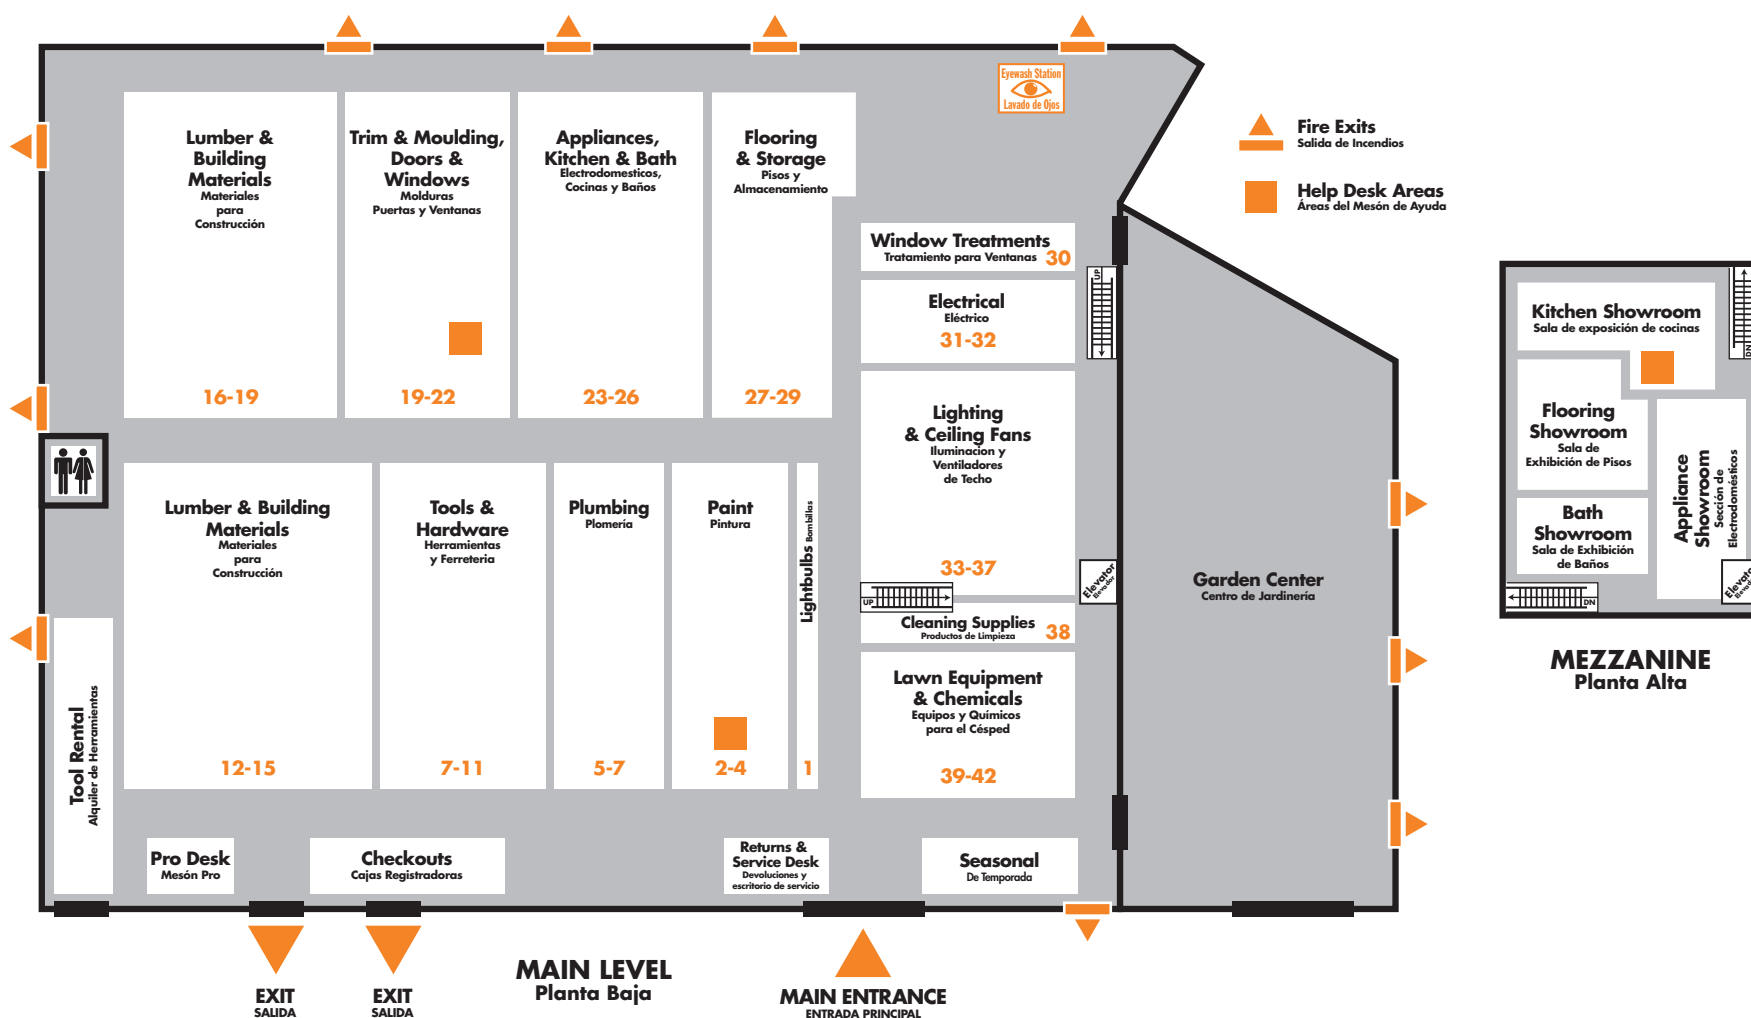 Eyewash Station
Lavado de Ojos
Lumber &
Building
Materials
Materiales
para
Construcción
16-19
Trim & Moulding,
Doors &
Windows
Molduras
Puertas y Ventanas
19-22
Appliances,
Kitchen & Bath
Electrodomesticos,
Cocinas y Baños
23-26
Flooring
& Storage
Pisos y
Almacenamiento
27-29
Fire Exits
Salida de Incendios
Help Desk Areas
Áreas del Mesón de Ayuda
Window Treatments
Tratamiento para Ventanas
30
UP
Electrical
Eléctrico
31-32
Lighting
& Ceiling Fans
Iluminacion y
Ventiladores
de Techo
33-37
UP
Elevator
Elevador
Cleaning Supplies
Productos de Limpieza
38
Lawn Equipment
& Chemicals
Equipos y Químicos
para el Césped
39-42
Lumber & Building
Materials
Materiales
para
Construcción
12-15
Tools &
Hardware
Herramientas
y Ferreteria
7-11
Plumbing
Plomería
5-7
Paint
Pintura
2-4
Lightbulbs Bombillas
1
Garden Center
Centro de Jardinería
Tool Rental
Alquiler de Herramientas
Pro Desk
Mesón Pro
Checkouts
Cajas Registradoras
Returns &
Service Desk
Devoluciones y
escritorio de servicio
Seasonal
De Temporada
EXIT
SALIDA
EXIT
SALIDA
MAIN LEVEL
Planta Baja
MAIN ENTRANCE
ENTRADA PRINCIPAL
Kitchen Showroom
Sala de exposición de cocinas
DN
Flooring
Showroom
Sala de
Exhibición de Pisos
Bath
Showroom
Sala de Exhibición
de Baños
Appliance
Showroom
Sección de
Electrodomésticos
Elevator
Elevador
DN
MEZZANINE
Planta Alta